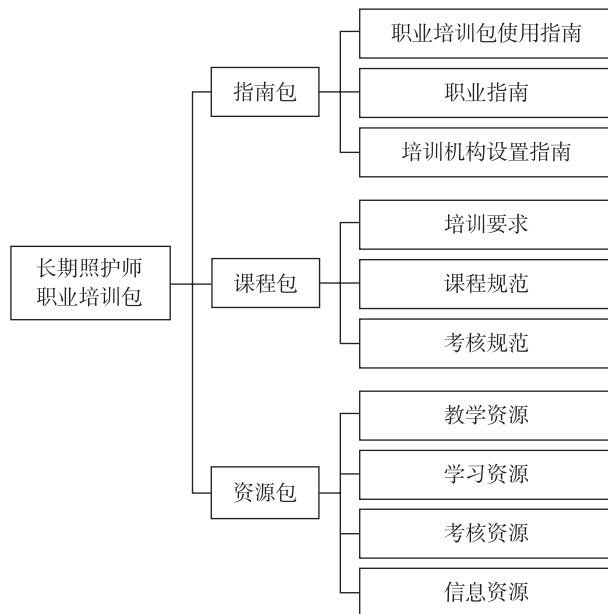 长期照护师
职业培训包
指南包
职业培训包使用指南
职业指南
培训机构设置指南
课程包
培训要求
课程规范
考核规范
资源包
教学资源
学习资源
考核资源
信息资源